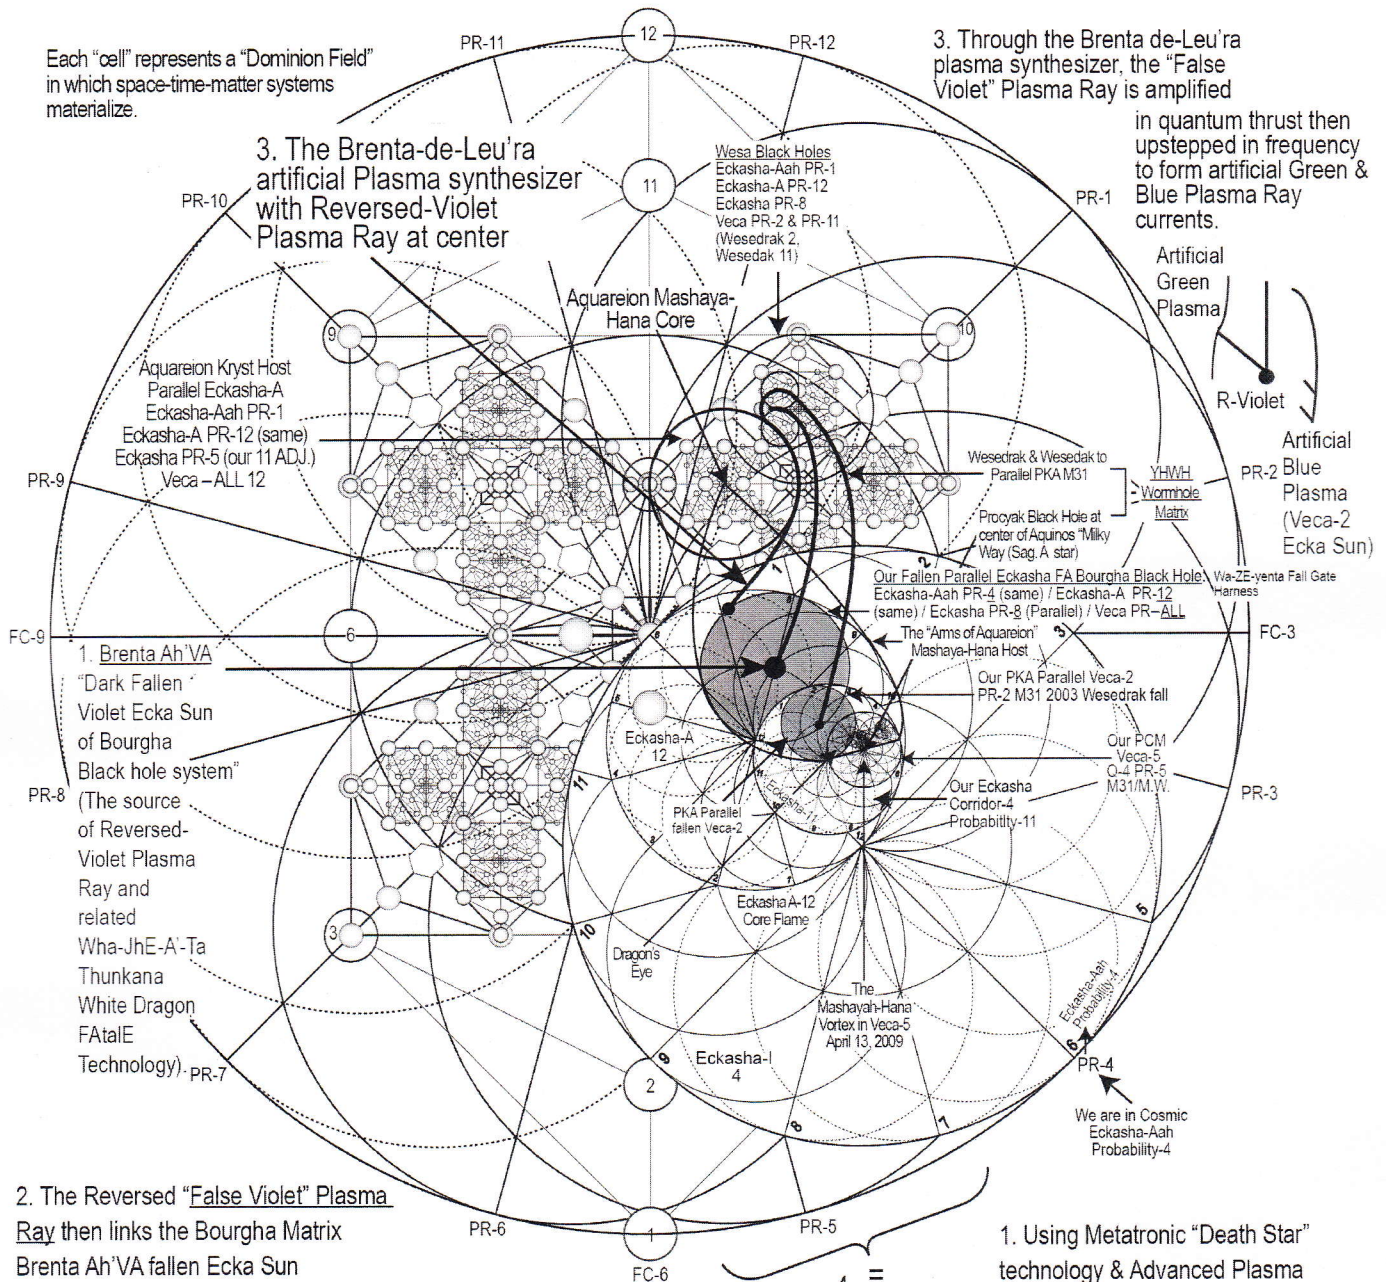 Each "cell" represents a "Dominion Field"
in which space-time-matter systems
materialize.
PR-11
12
PR-12
3. Through the Brenta de-Leu'ra
plasma synthesizer, the "False
Violet" Plasma Ray is amplified
in quantum thrust then
upstepped in frequency
to form artificial Green &
Blue Plasma Ray
currents.
3. The Brenta-de-Leu'ra
artificial Plasma synthesizer
with Reversed-Violet
Plasma Ray at center
Wesa Black Holes
Eckasha-Aah PR-1
Eckasha-A PR-12
Eckasha PR-8
Veca PR-2 & PR-11
(Wesedrak 2,
Wesedak 11)
11
PR-10
PR-1
Artificial
Green
Plasma
R-Violet
Artificial
Blue
Plasma
(Veca-2
Ecka Sun)
Aquareion Mashaya-
Hana Core
9
10
Aquareion Kryst Host
Parallel Eckasha-A
Eckasha-Aah PR-1
Eckasha-A PR-12 (same)
Eckasha PR-5 (our 11 ADJ.)
Veca – ALL 12
PR-9
PR-2
Wesedrak & Wesedak to
Parallel PKA M31
YHWH
Wormhole
Matrix
Procyak Black Hole at
center of Aquinos "Milky
Way (Sag. A star)
1
2
Our Fallen Parallel Eckasha FA Bourgha Black Hole
Eckasha-Aah PR-4 (same) / Eckasha-A PR-12
(same) / Eckasha PR-8 (Parallel) / Veca PR–ALL
Wa-ZE-yenta Fall Gate
Harness
FC-9
6
3
FC-3
The "Arms of Aquareion"
Mashaya-Hana Host
1. Brenta Ah'VA
"Dark Fallen
Violet Ecka Sun
of Bourgha
Black hole system"
(The source
of Reversed-
Violet Plasma
Ray and
related
Wha-JhE-A'-Ta
Thunkana
White Dragon
FAtalE
Technology).
Our PKA Parallel Veca-2
PR-2 M31 2003 Wesedrak fall
Eckasha-A
12
Our PCM
Veca-5
Q-4 PR-5
M31/M.W.
PR-8
PR-3
11
Eckasha-11
Our Eckasha
Corridor-4
Probabitlty-11
PKA Parallel
fallen Veca-2
Eckasha A-12
Core Flame
5
3
10
Dragon's
Eye
The
Mashayah-Hana
Vortex in Veca-5
April 13, 2009
Eckasha-Aah
Probability-4
9
Eckasha-I
4
6
PR-7
PR-4
2
8
7
We are in Cosmic
Eckasha-Aah
Probability-4
2. The Reversed "False Violet" Plasma
Ray then links the Bourgha Matrix
Brenta Ah'VA fallen Ecka Sun
PR-6
1
PR-5
FC-6
1. Using Metatronic "Death Star"
technology & Advanced Plasma